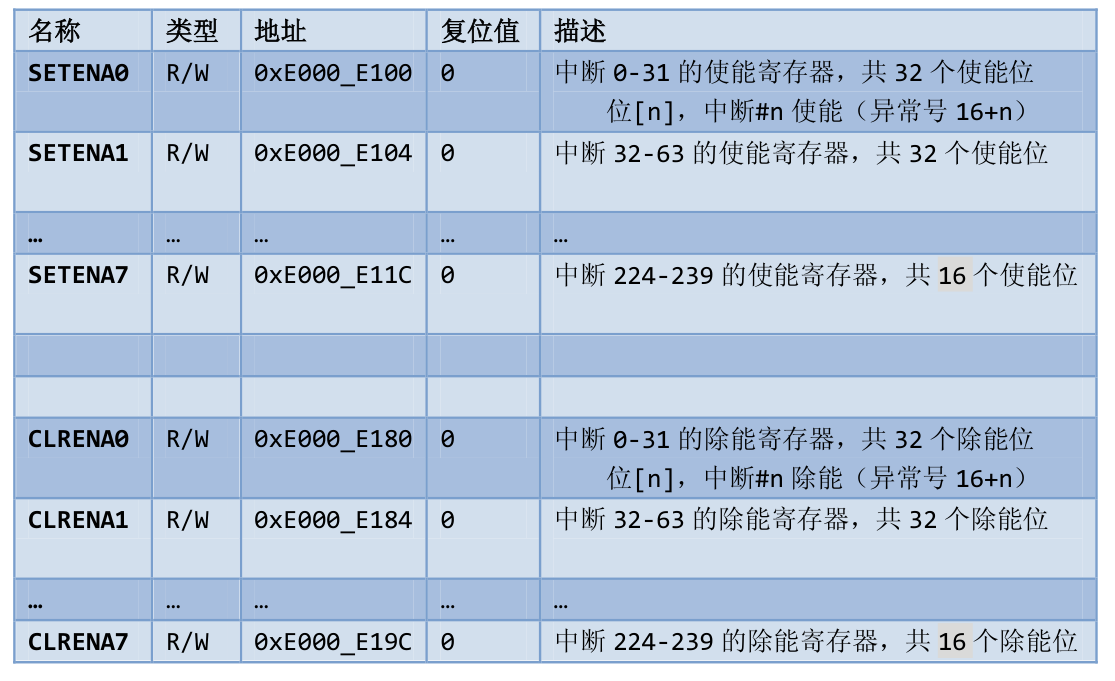 名称 类型 地址 复位值 描述
SETENA0 R/W 0xE000_E100 0 中断 0-31 的使能寄存器，共 32 个使能位
位[n]，中断#n 使能（异常号 16+n）
SETENA1 R/W 0xE000_E104 0 中断 32-63 的使能寄存器，共 32 个使能位
… … … … …
SETENA7 R/W 0xE000_E11C 0 中断 224-239 的使能寄存器，共 16 个使能位
CLRENA0 R/W 0xE000_E180 0 中断 0-31 的除能寄存器，共 32 个除能位
位[n]，中断#n 除能（异常号 16+n）
CLRENA1 R/W 0xE000_E184 0 中断 32-63 的除能寄存器，共 32 个除能位
… … … … …
CLRENA7 R/W 0xE000_E19C 0 中断 224-239 的除能寄存器，共 16 个除能位